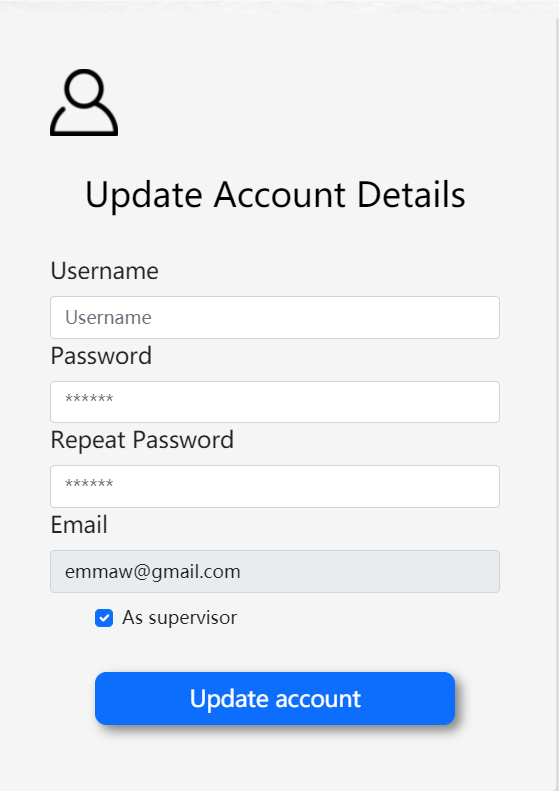 Update Account Details
Username
Username
Password
******
Repeat Password
******
Email
emmaw@gmail.com
As supervisor
Update account